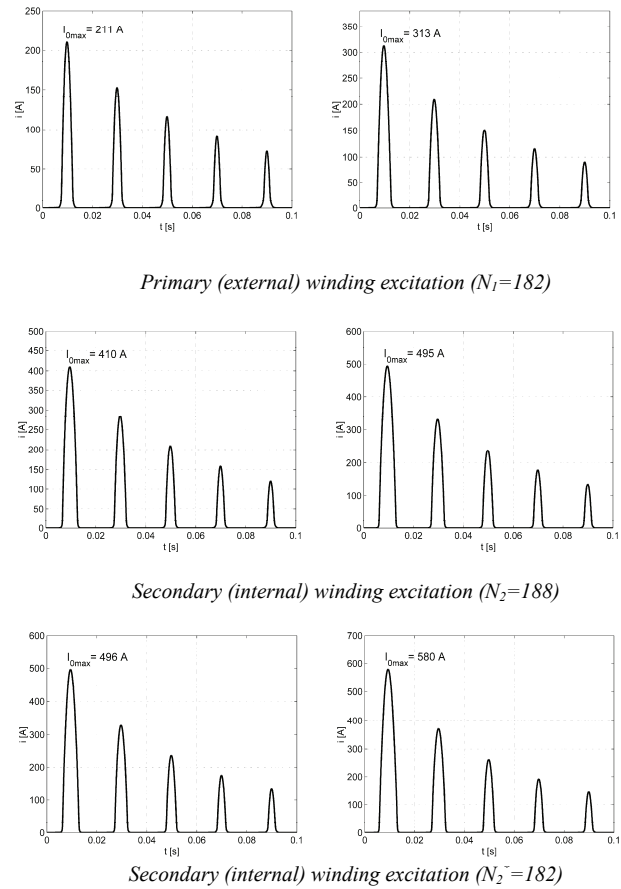 I0max= 211 A
i [A]
250
200
150
100
50
0
0 0.02 0.04 0.06 0.08 0.1
t [s]
I0max= 313 A
i [A]
350
300
250
200
150
100
50
0
0 0.02 0.04 0.06 0.08 0.1
t [s]
Primary (external) winding excitation (N1=182)
I0max= 410 A
i [A]
500
450
400
350
300
250
200
150
100
50
0
0 0.02 0.04 0.06 0.08 0.1
t [s]
I0max= 495 A
i [A]
600
500
400
300
200
100
0
0 0.02 0.04 0.06 0.08 0.1
t [s]
Secondary (internal) winding excitation (N2=188)
I0max= 496 A
i [A]
600
500
400
300
200
100
0
0 0.02 0.04 0.06 0.08 0.1
t [s]
I0max= 580 A
i [A]
700
600
500
400
300
200
100
0
0 0.02 0.04 0.06 0.08 0.1
t [s]
Secondary (internal) winding excitation (N2˜=182)